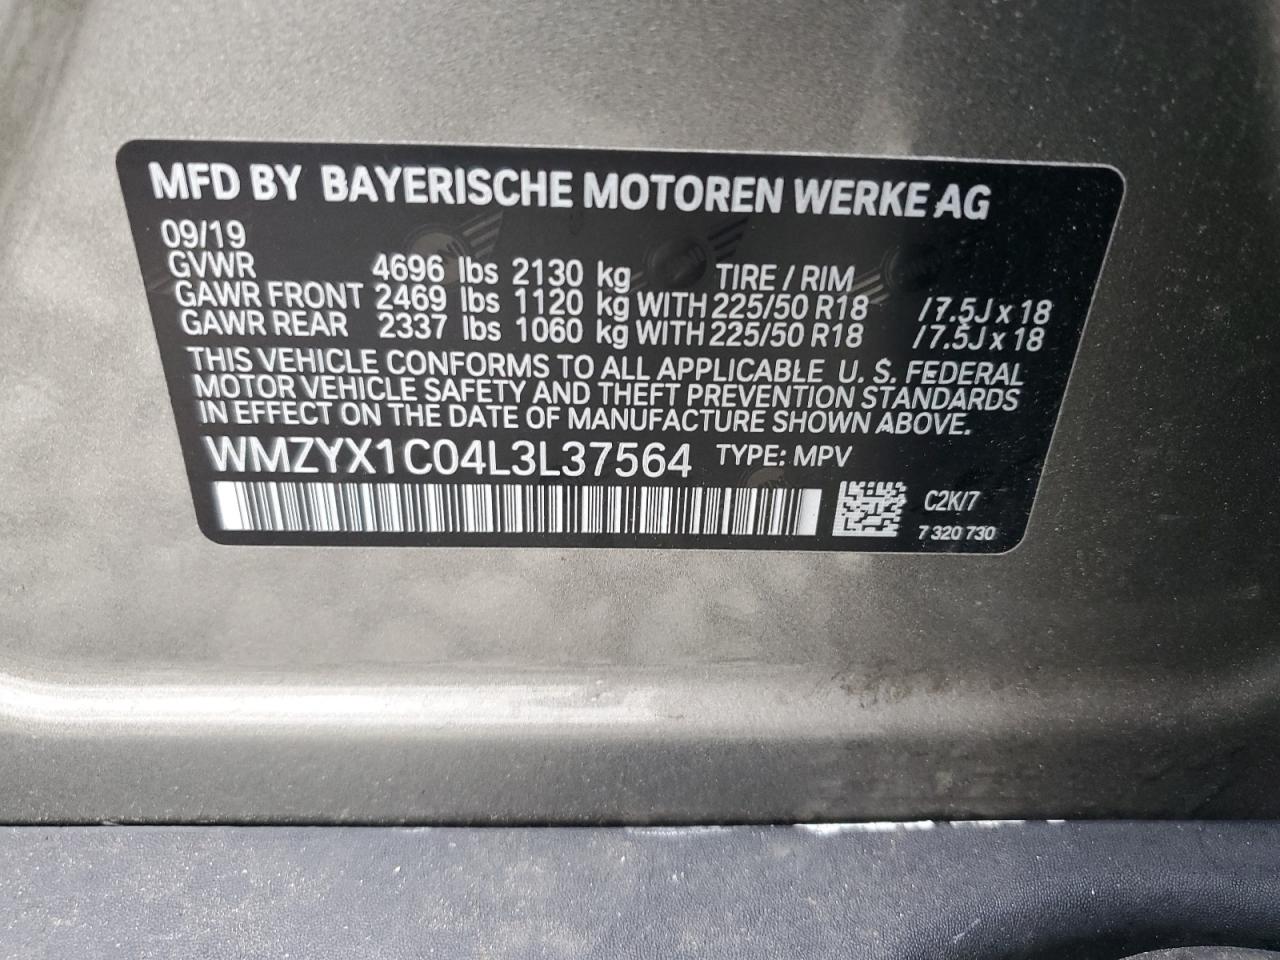 MFD BY BAYERISCHE MOTOREN WERKE AG
09/19
GVWR 4696 lbs 2130 kg TIRE / RIM
GAWR FRONT 2469 lbs 1120 kg WITH 225/50 R18 /7.5J x 18
GAWR REAR 2337 lbs 1060 kg WITH 225/50 R18 /7.5J x 18
THIS VEHICLE CONFORMS TO ALL APPLICABLE U. S. FEDERAL
MOTOR VEHICLE SAFETY AND THEFT PREVENTION STANDARDS
IN EFFECT ON THE DATE OF MANUFACTURE SHOWN ABOVE.
WMZYX1C04L3L37564 TYPE: MPV
C2K/7
7 320 730